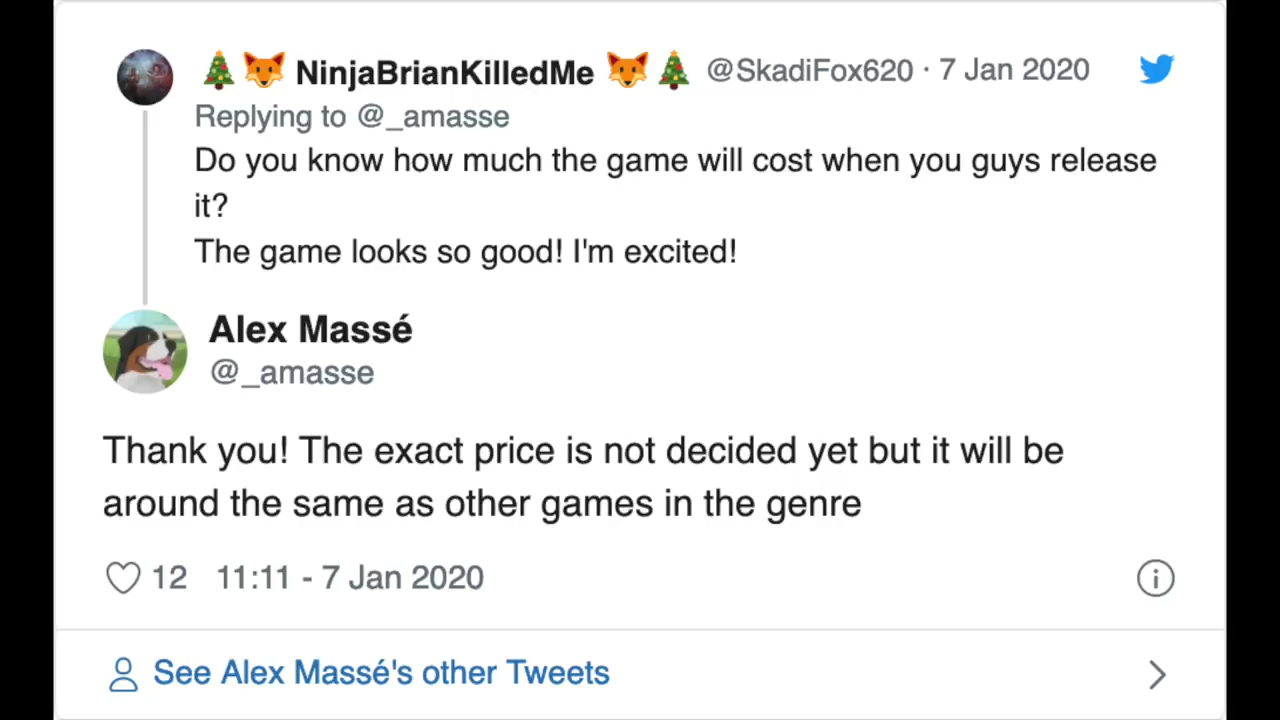 🎄🦊 NinjaBrianKilledMe 🦊🎄 @SkadiFox620 · 7 Jan 2020
Replying to @_amasse
Do you know how much the game will cost when you guys release
it?
The game looks so good! I'm excited!
Alex Massé
@_amasse
Thank you! The exact price is not decided yet but it will be
around the same as other games in the genre
12 11:11 - 7 Jan 2020
See Alex Massé's other Tweets